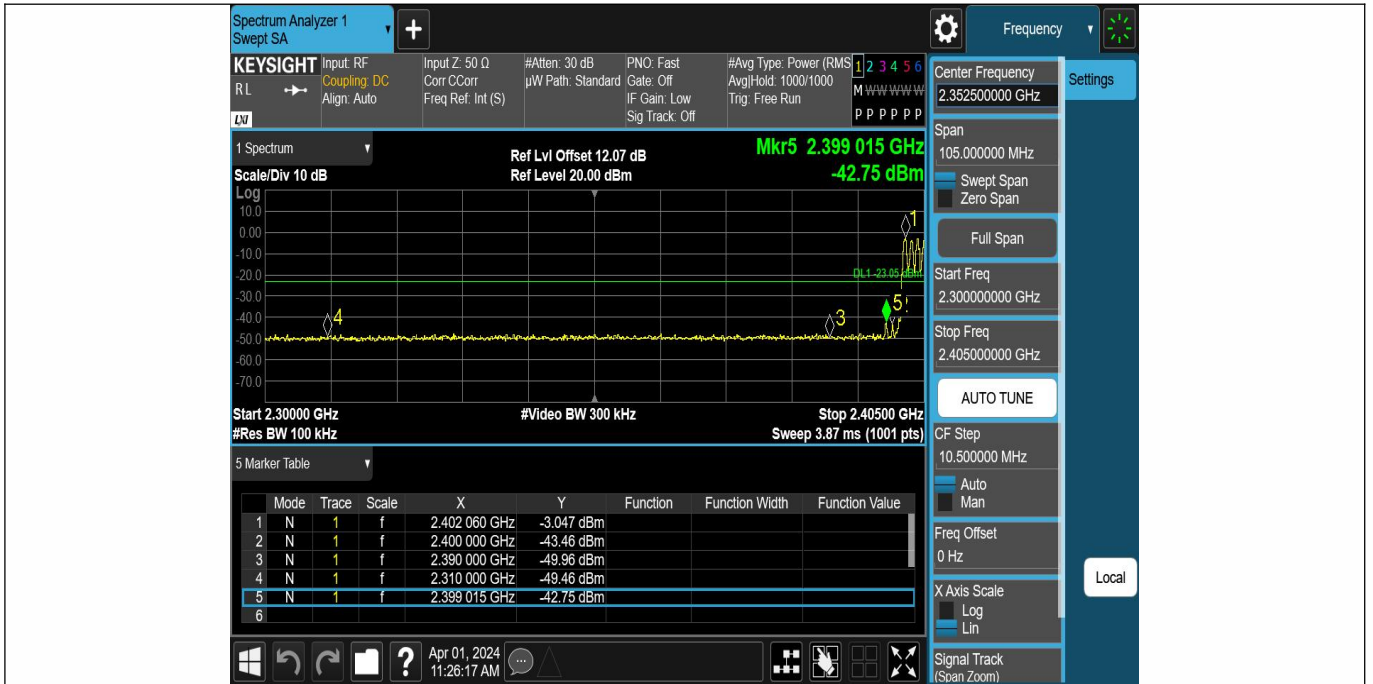 Spectrum Analyzer 1
Swept SA
+
Frequency
KEYSIGHT
RL
LXI
Input: RF
Coupling: DC
Align: Auto
Input Z: 50 Ω
Corr CCorr
Freq Ref: Int (S)
#Atten: 30 dB
µW Path: Standard
PNO: Fast
Gate: Off
IF Gain: Low
Sig Track: Off
#Avg Type: Power (RMS
Avg|Hold: 1000/1000
Trig: Free Run
1 2 3 4 5 6
M W W W W W
P P P P P P
1 Spectrum
Scale/Div 10 dB
Ref Lvl Offset 12.07 dB
Ref Level 20.00 dBm
Mkr5 2.399 015 GHz
-42.75 dBm
Log
10.0
0.00
-10.0
-20.0
-30.0
-40.0
-50.0
-60.0
-70.0
1
DL1 -23.05 dBm
5
4
3
Start 2.30000 GHz
#Video BW 300 kHz
Stop 2.40500 GHz
#Res BW 100 kHz
Sweep 3.87 ms (1001 pts)
5 Marker Table
Mode Trace Scale X Y Function Function Width Function Value
1 N 1 f 2.402 060 GHz -3.047 dBm
2 N 1 f 2.400 000 GHz -43.46 dBm
3 N 1 f 2.390 000 GHz -49.96 dBm
4 N 1 f 2.310 000 GHz -49.46 dBm
5 N 1 f 2.399 015 GHz -42.75 dBm
6
?
Apr 01, 2024
11:26:17 AM
Center Frequency
2.352500000 GHz
Settings
Span
105.000000 MHz
Swept Span
Zero Span
Full Span
Start Freq
2.300000000 GHz
Stop Freq
2.405000000 GHz
AUTO TUNE
CF Step
10.500000 MHz
Auto
Man
Freq Offset
0 Hz
Local
X Axis Scale
Log
Lin
Signal Track
(Span Zoom)